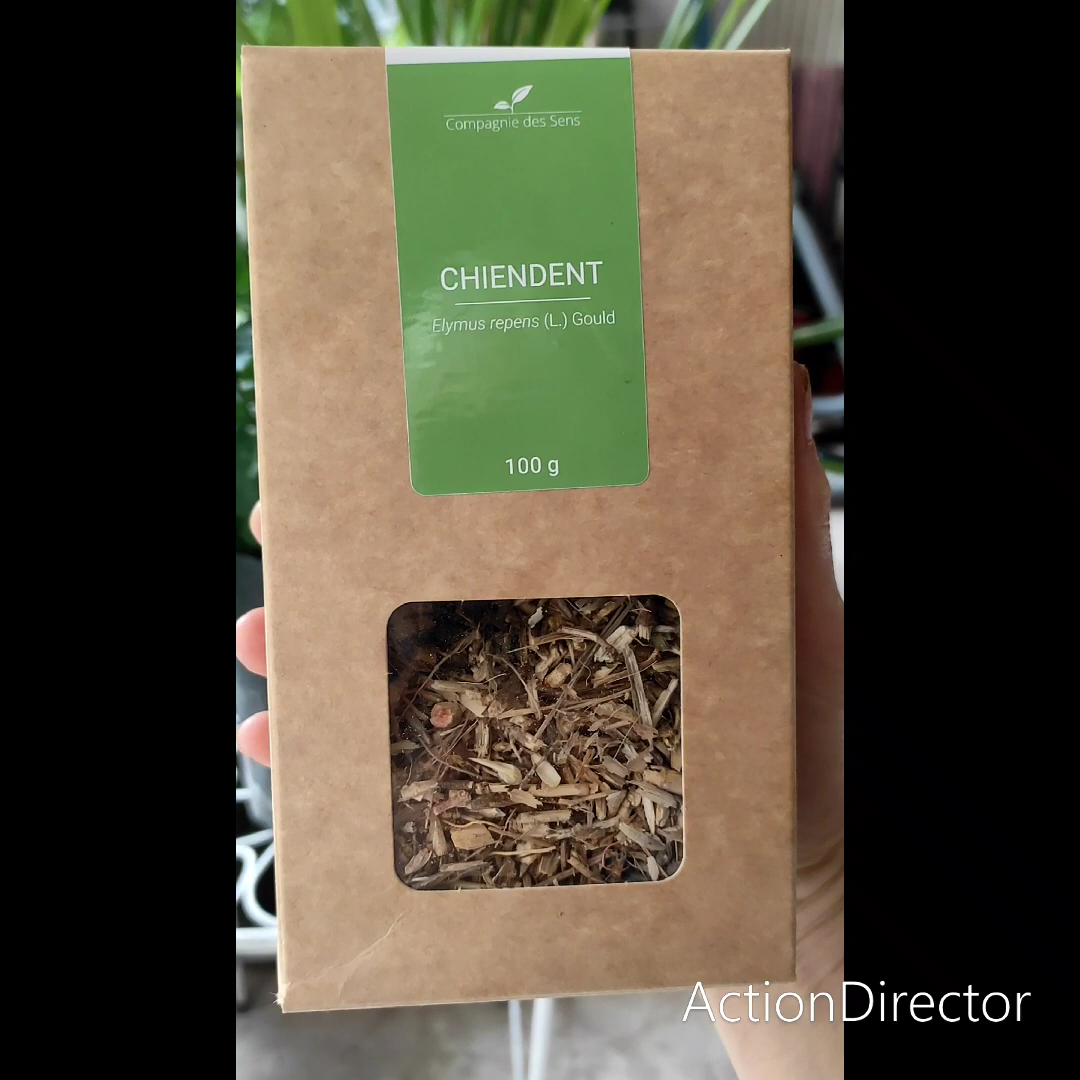 Compagnie des Sens
CHIENDENT
Elymus repens (L.) Gould
100 g
ActionDirector